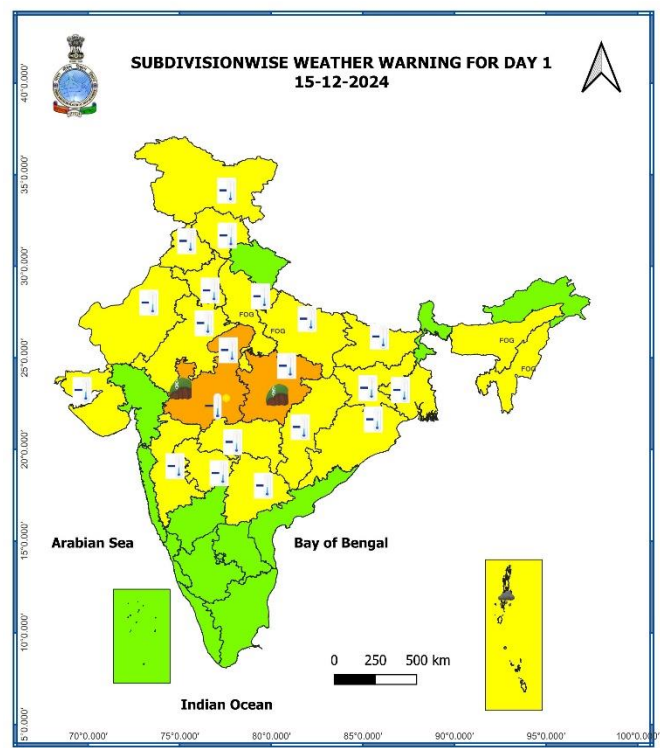 SUBDIVISIONWISE WEATHER WARNING FOR DAY 1
15-12-2024
40°0.000'
35°0.000'
30°0.000'
FOG
FOG
FOG
25°0.000'
FOG
20°0.000'
Arabian Sea
Bay of Bengal
15°0.000'
10°0.000'
0 250 500 km
Indian Ocean
5°0.000'
70°0.000' 75°0.000' 80°0.000' 85°0.000' 90°0.000' 95°0.000' 100°0.000'